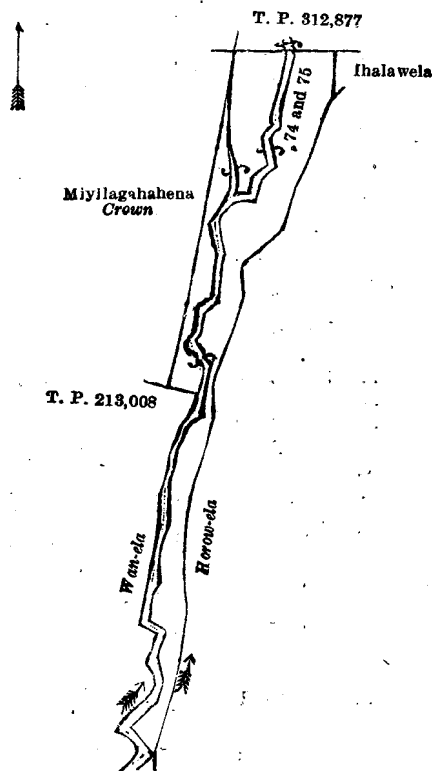 T. P. 312,877
Ihalawela
74 and 75
Miyilagahahena
Crown
T. P. 213,008
Wan-ela
Horow-ela